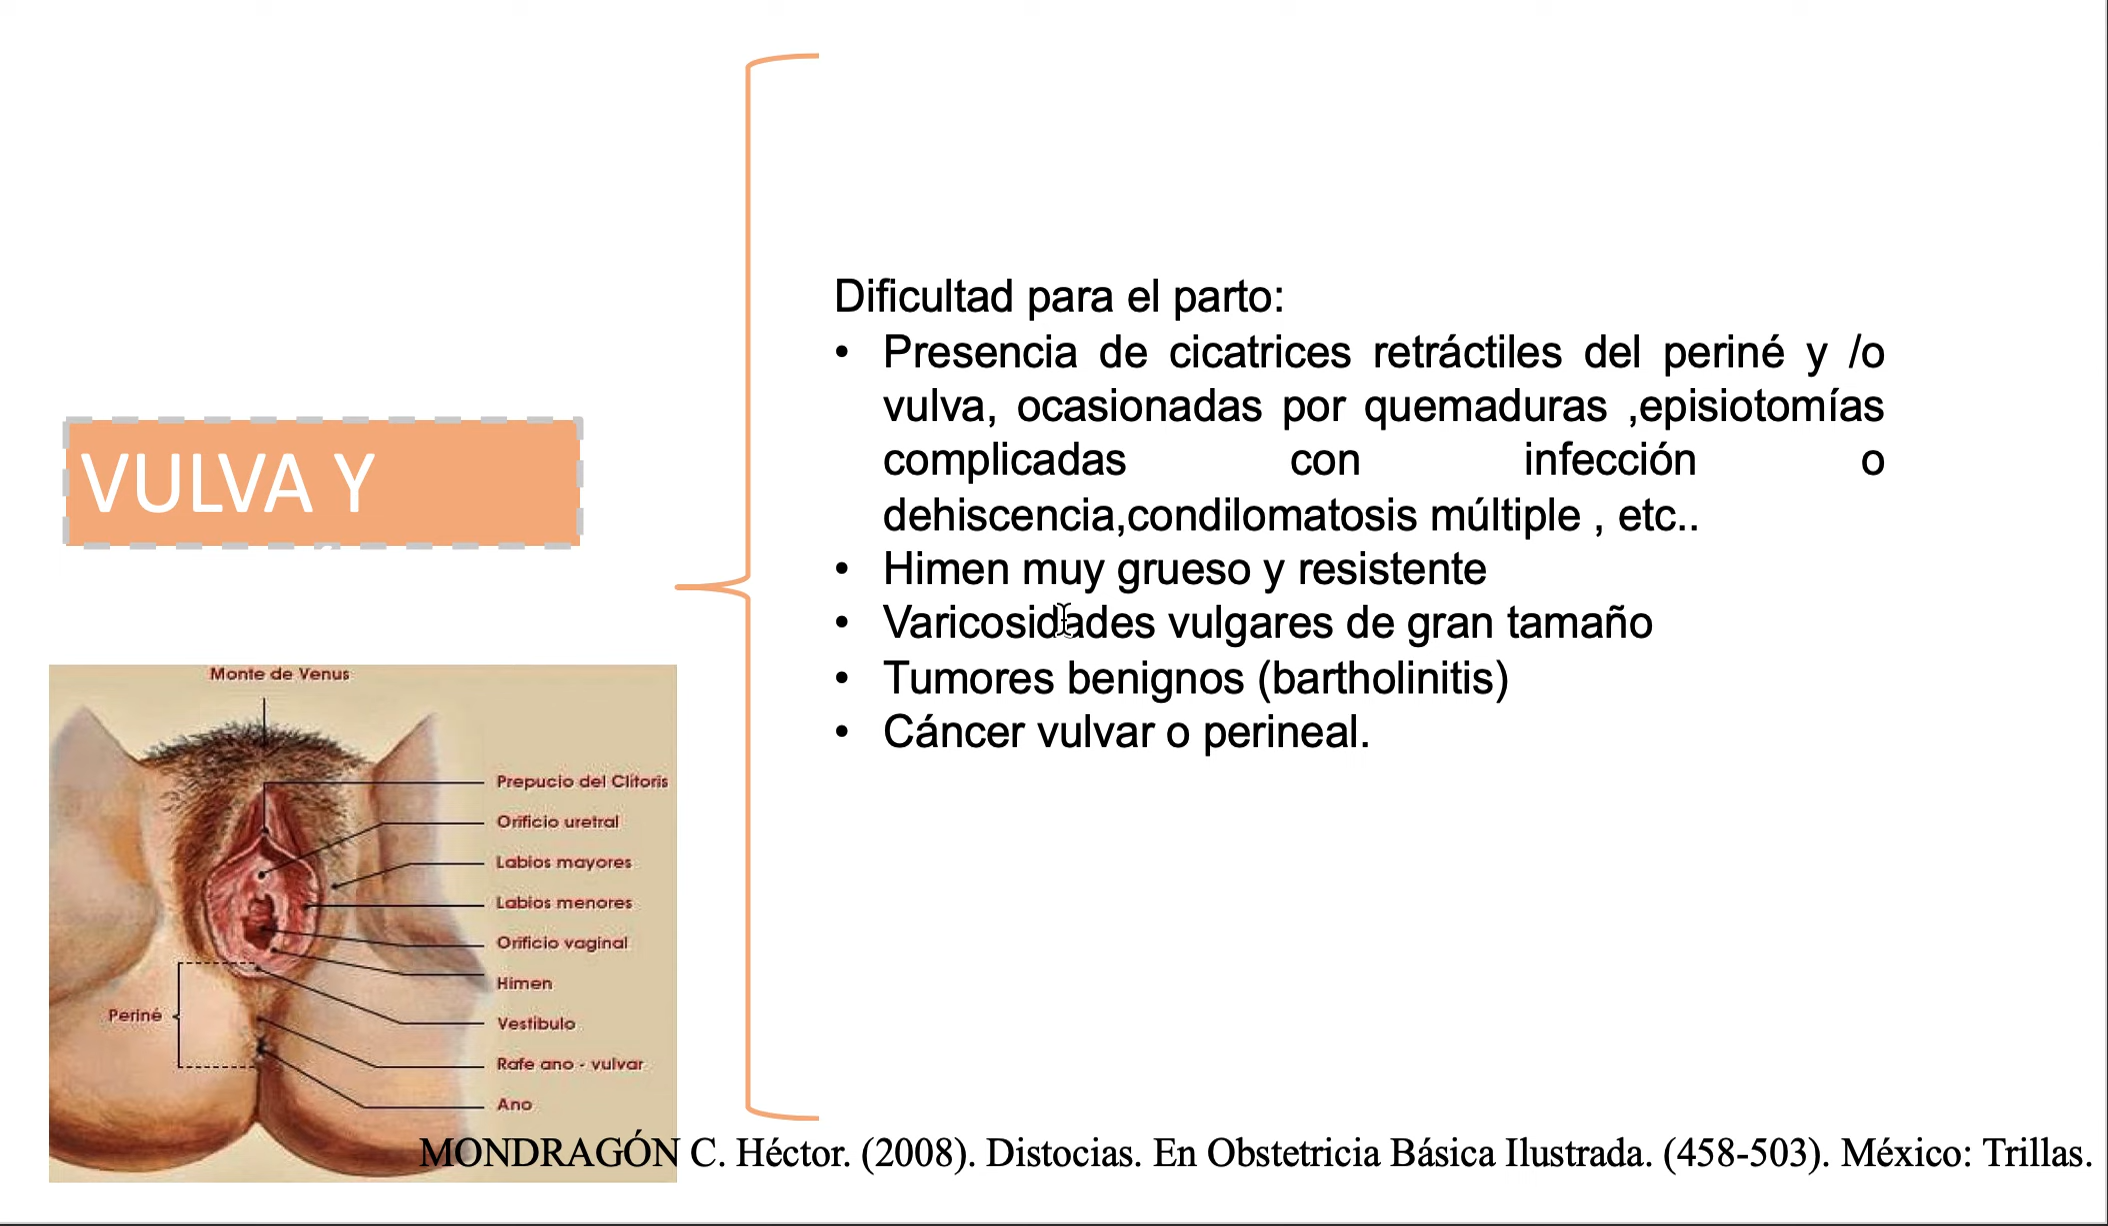 Dificultad para el parto:
• Presencia de cicatrices retráctiles del periné y /o
vulva, ocasionadas por quemaduras ,episiotomías
complicadas con infección o
dehiscencia,condilomatosis múltiple , etc..
• Himen muy grueso y resistente
• Varicosidades vulgares de gran tamaño
• Tumores benignos (bartholinitis)
• Cáncer vulvar o perineal.
VULVA Y
Monte de Venus
Prepucio del Clítoris
Orificio uretral
Labios mayores
Labios menores
Orificio vaginal
Himen
Vestíbulo
Rafe ano - vulvar
Ano
Periné
MONDRAGÓN C. Héctor. (2008). Distocias. En Obstetricia Básica Ilustrada. (458-503). México: Trillas.